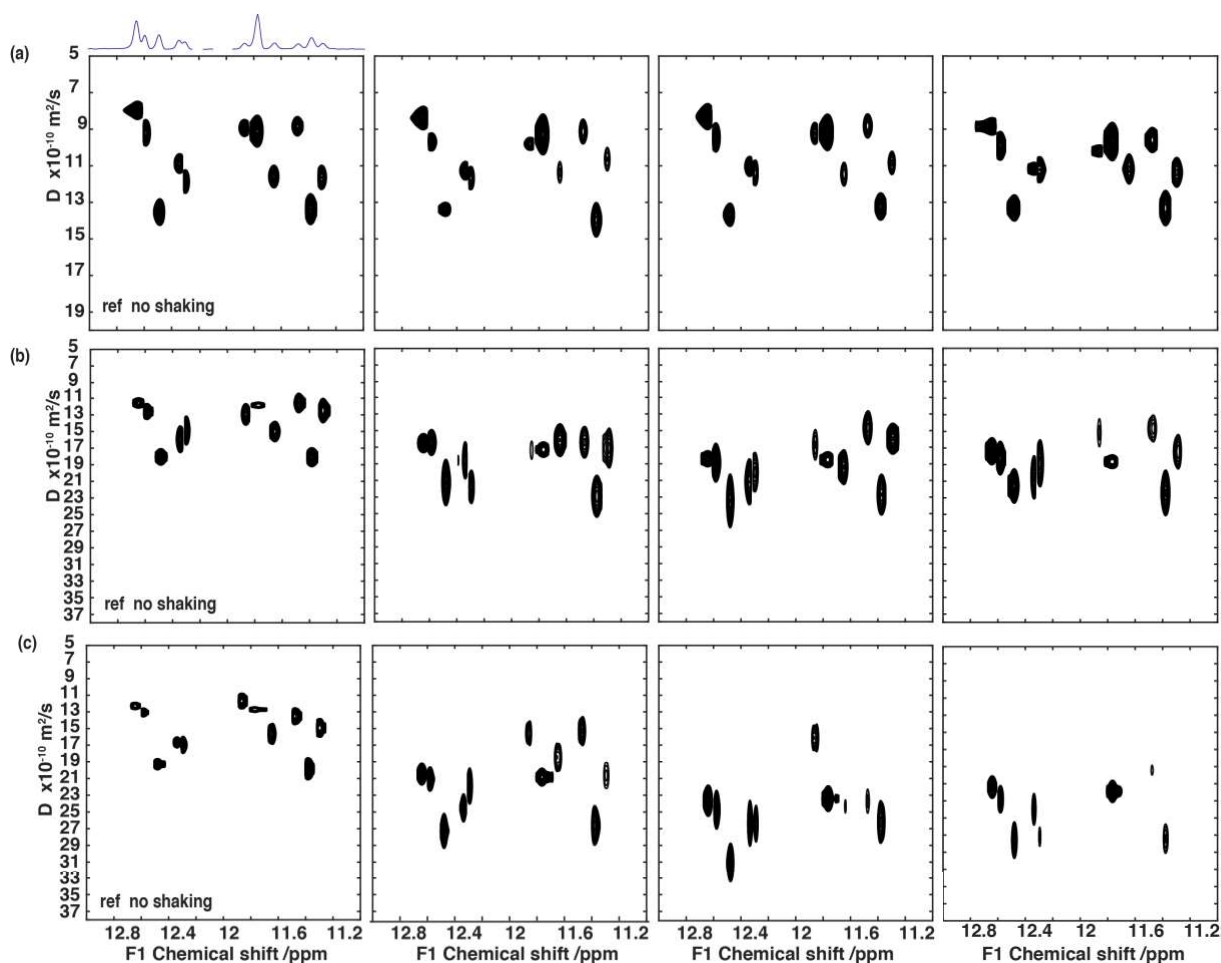 (a)
5
7
9
11
13
15
17
19
D x10⁻¹⁰ m²/s
ref no shaking
(b)
5
7
9
11
13
15
17
19
21
23
25
27
29
31
33
35
37
D x10⁻¹⁰ m²/s
ref no shaking
(c)
5
7
9
11
13
15
17
19
21
23
25
27
29
31
33
35
37
D x10⁻¹⁰ m²/s
ref no shaking
12.8 12.4 12 11.6 11.2
12.8 12.4 12 11.6 11.2
12.8 12.4 12 11.6 11.2
12.8 12.4 12 11.6 11.2
F1 Chemical shift /ppm
F1 Chemical shift /ppm
F1 Chemical shift /ppm
F1 Chemical shift /ppm